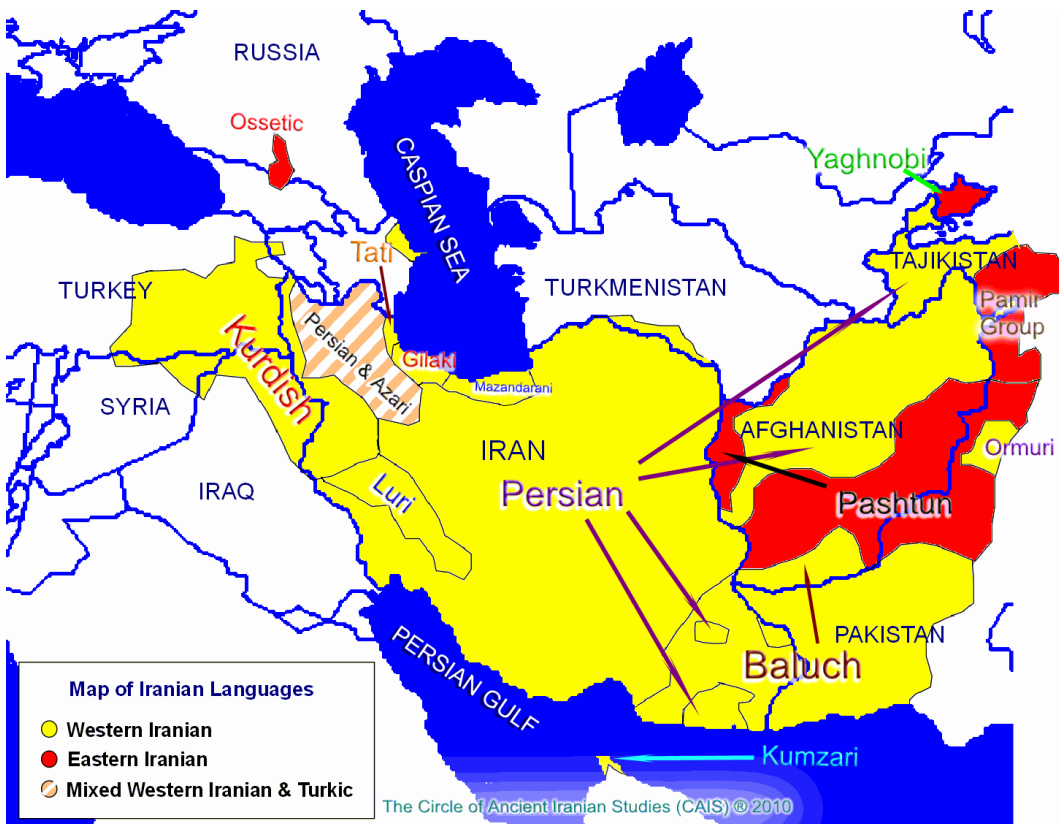 RUSSIA
Ossetic
CASPIAN SEA
Yaghnobi
Tati
TAJIKISTAN
TURKEY
TURKMENISTAN
Pamir
Group
Kurdish
Persian & Azari
Gilaki
Mazandarani
SYRIA
IRAN
AFGHANISTAN
Ormuri
IRAQ
Luri
Persian
Pashtun
PERSIAN GULF
PAKISTAN
Baluch
Kumzari
Map of Iranian Languages
Western Iranian
Eastern Iranian
Mixed Western Iranian & Turkic
The Circle of Ancient Iranian Studies (CAIS) ® 2010